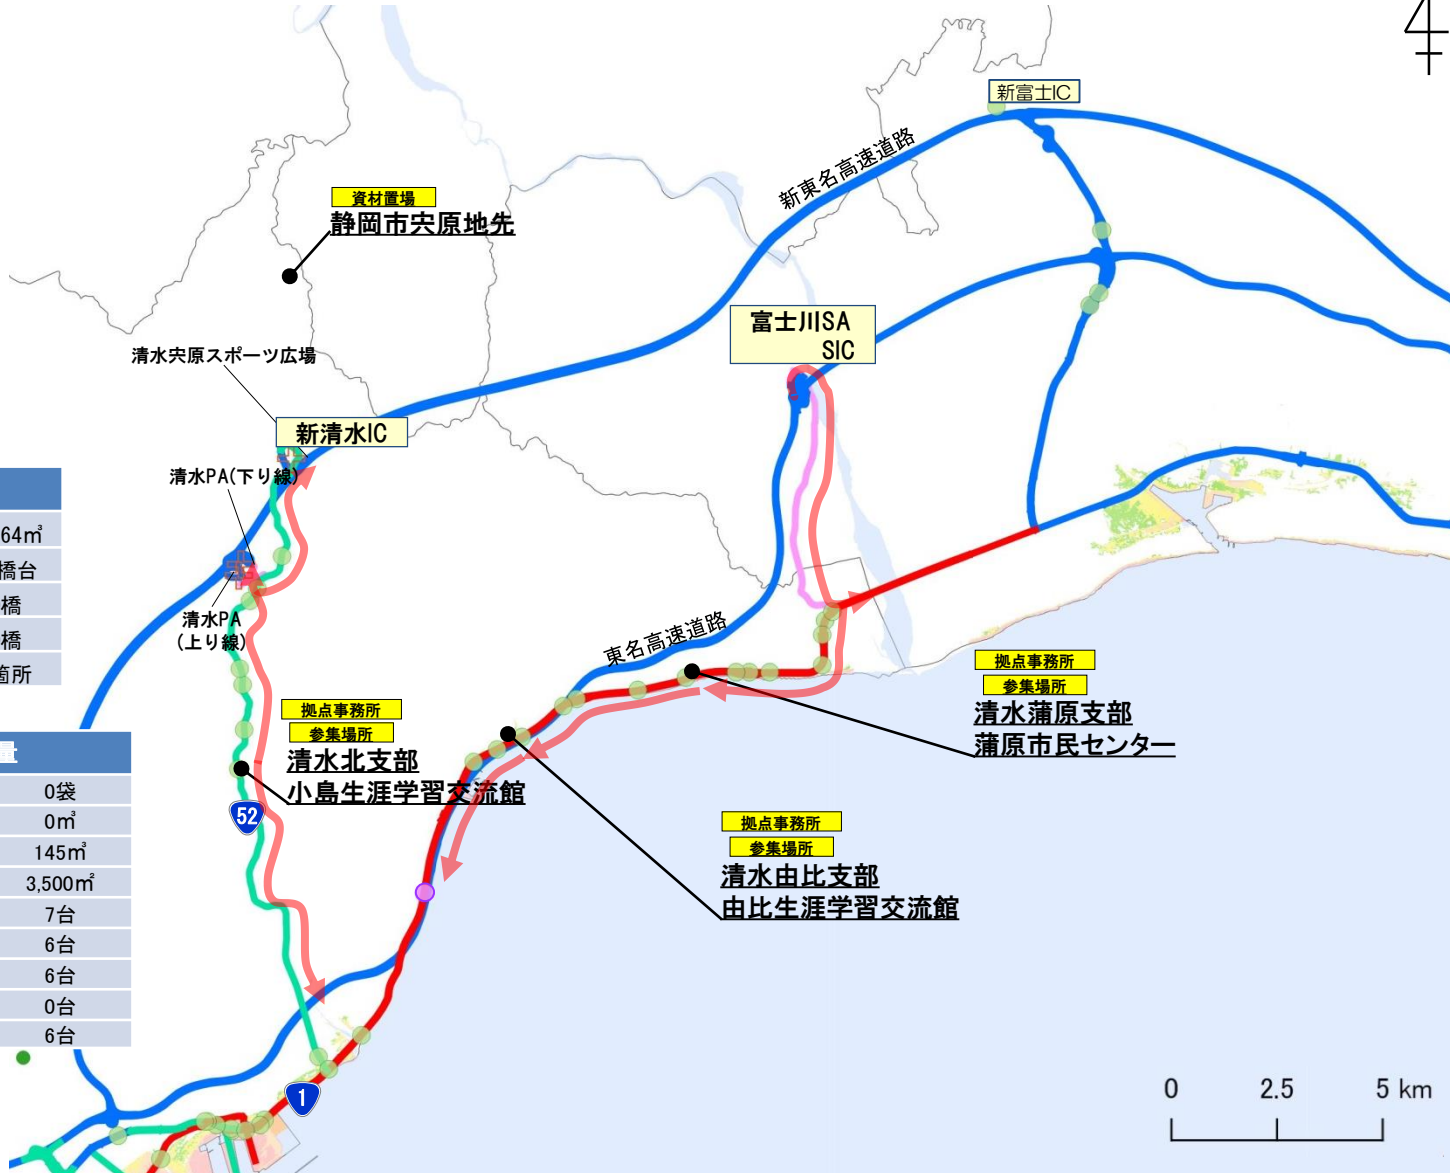 新富士IC
新東名高速道路
資材置場
静岡市宍原地先
富士川SA
SIC
清水宍原スポーツ広場
新清水IC
清水PA(下り線)
64㎥
橋台
橋
橋
箇所
清水PA
(上り線)
東名高速道路
拠点事務所
参集場所
清水蒲原支部
蒲原市民センター
拠点事務所
参集場所
清水北支部
小島生涯学習交流館
量
0袋
0㎥
145㎥
3,500㎡
7台
6台
6台
0台
6台
52
拠点事務所
参集場所
清水由比支部
由比生涯学習交流館
1
0 2.5 5 km